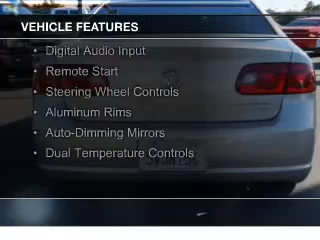 VEHICLE FEATURES
• Digital Audio Input
• Remote Start
• Steering Wheel Controls
• Aluminum Rims
• Auto-Dimming Mirrors
• Dual Temperature Controls